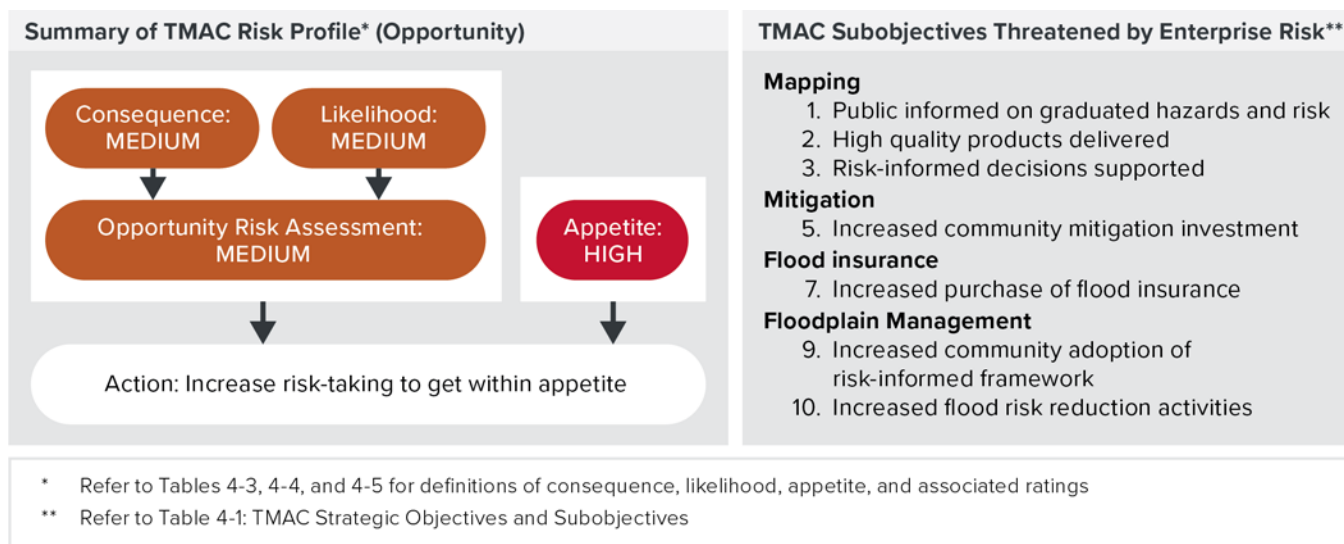 Summary of TMAC Risk Profile* (Opportunity)
Consequence:
MEDIUM
Likelihood:
MEDIUM
Opportunity Risk Assessment:
MEDIUM
Appetite:
HIGH
Action: Increase risk-taking to get within appetite
TMAC Subobjectives Threatened by Enterprise Risk**
Mapping
1. Public informed on graduated hazards and risk
2. High quality products delivered
3. Risk-informed decisions supported
Mitigation
5. Increased community mitigation investment
Flood insurance
7. Increased purchase of flood insurance
Floodplain Management
9. Increased community adoption of
risk-informed framework
10. Increased flood risk reduction activities
* Refer to Tables 4-3, 4-4, and 4-5 for definitions of consequence, likelihood, appetite, and associated ratings
** Refer to Table 4-1: TMAC Strategic Objectives and Subobjectives